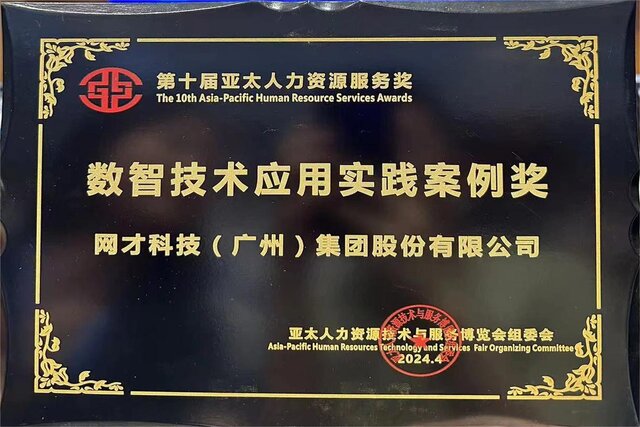 第十届亚太人力资源服务奖
The 10th Asia-Pacific Human Resource Services Awards
数智技术应用实践案例奖
网才科技（广州）集团股份有限公司
亚太人力资源技术与服务博览会组委会
Asia-Pacific Human Resources Technology and Services Fair Organizing Committee
2024.4